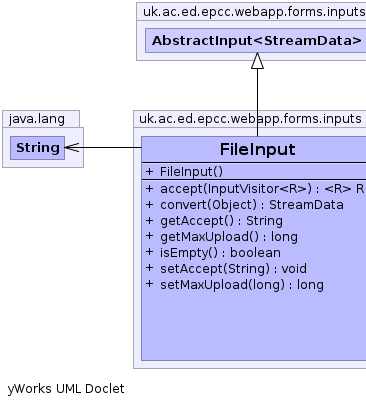 uk.ac.ed.epcc.webapp.forms.inputs
AbstractInput<StreamData>
java.lang
String
uk.ac.ed.epcc.webapp.forms.inputs
FileInput
+ FileInput()
+ accept(InputVisitor<R>) : <R> R
+ convert(Object) : StreamData
+ getAccept() : String
+ getMaxUpload() : long
+ isEmpty() : boolean
+ setAccept(String) : void
+ setMaxUpload(long) : long
yWorks UML Doclet